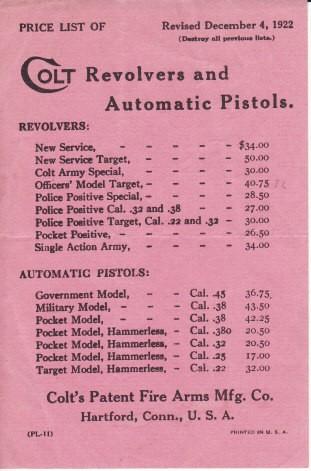 PRICE LIST OF Revised December 4, 1922
(Destroy all previous lists.)
COLT Revolvers and
Automatic Pistols.
REVOLVERS:
New Service, - - - - - $34.00
New Service Target, - - - - 50.00
Colt Army Special, - - - - 30.00
Officers' Model Target, - - - - 40.75
Police Positive Special, - - - - 28.50
Police Positive Cal. .32 and .38 - - - 27.00
Police Positive Target, Cal. .22 and .32 - 30.00
Pocket Positive, - - - - - 26.50
Single Action Army, - - - - 34.00
AUTOMATIC PISTOLS:
Government Model, - - Cal. .45 36.75
Military Model, - - - Cal. .38 43.50
Pocket Model, - - - Cal. .38 42.25
Pocket Model, Hammerless, - Cal. .380 20.50
Pocket Model, Hammerless, - Cal. .32 20.50
Pocket Model, Hammerless, - Cal. .25 17.00
Target Model, Hammerless, - Cal. .22 32.00
Colt's Patent Fire Arms Mfg. Co.
Hartford, Conn., U. S. A.
(PL-11) PRINTED IN U. S. A.